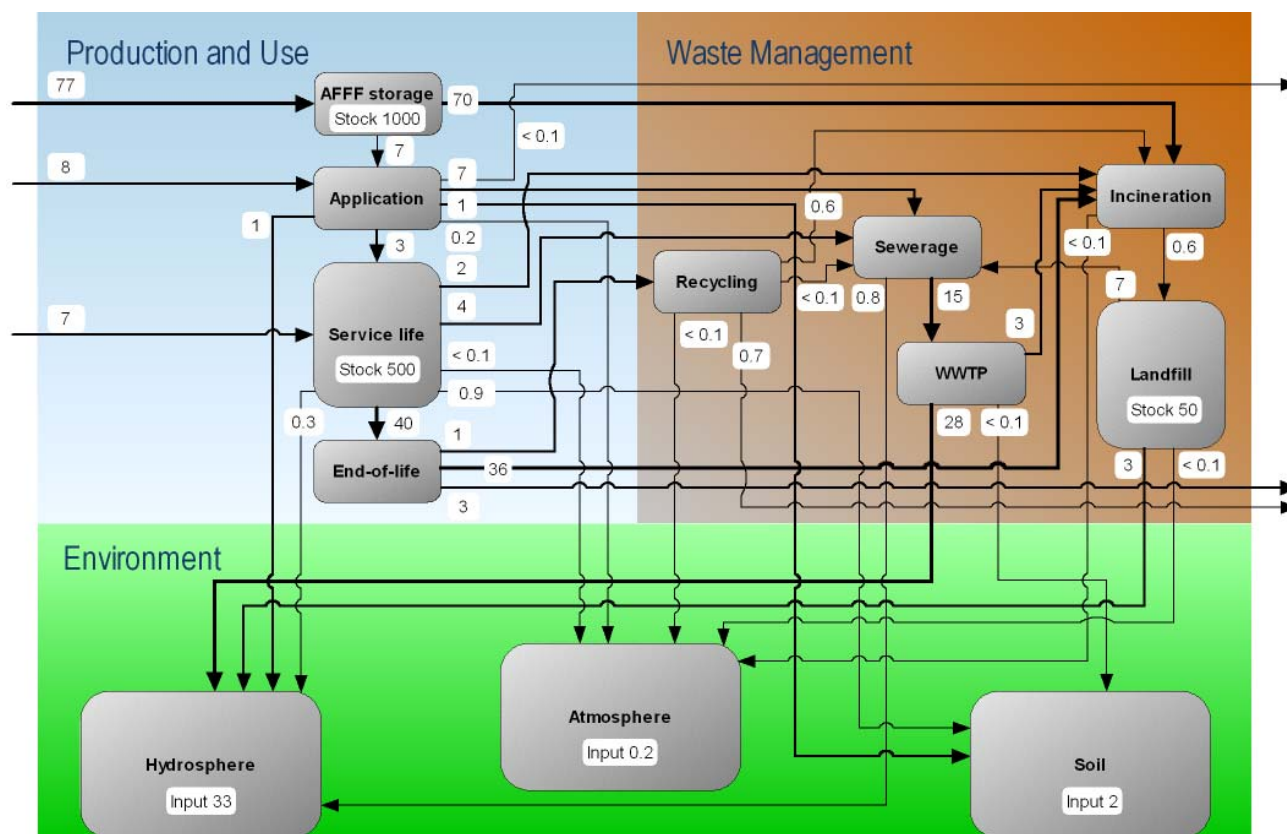 Production and Use
Waste Management
77
AFFF storage
70
Stock 1000
7
< 0.1
8
Application
7
1
0.2
1
3
2
4
Service life
Stock 500
7
< 0.1
0.9
0.3
40
1
End-of-life
36
3
Incineration
0.6
< 0.1
0.6
Sewerage
Recycling
< 0.1
0.8
15
7
< 0.1
0.7
3
WWTP
28
< 0.1
Landfill
Stock 50
3
< 0.1
Environment
Hydrosphere
Input 33
Atmosphere
Input 0.2
Soil
Input 2